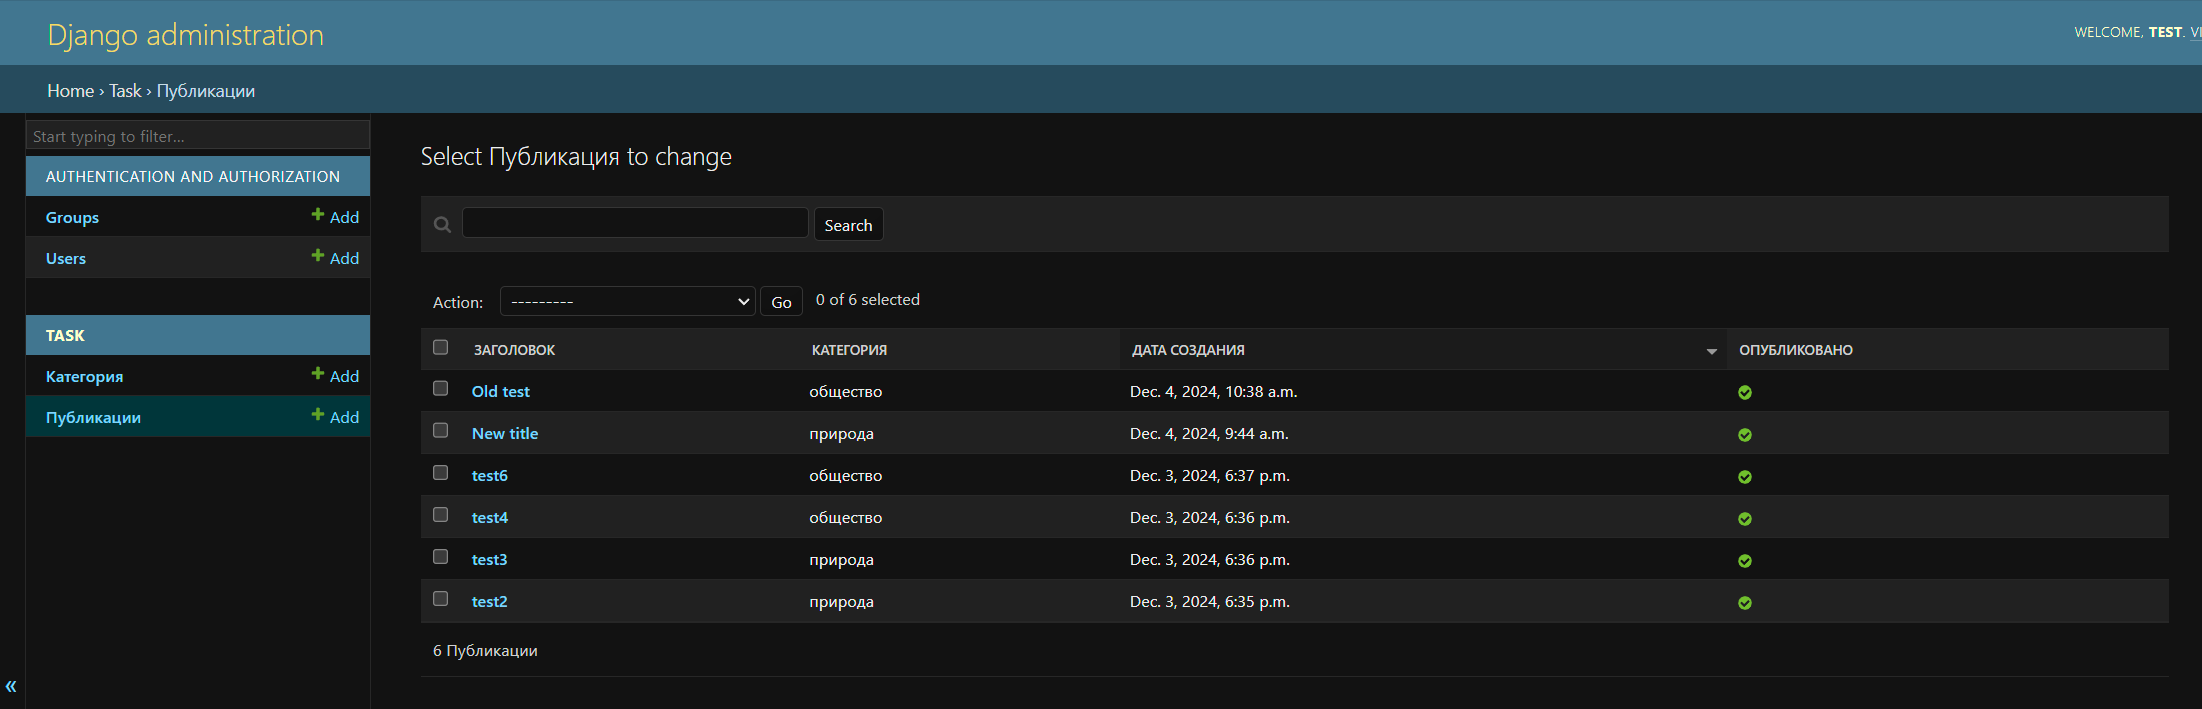 Django administration
WELCOME, TEST.
Home › Task › Публикации
Start typing to filter...
AUTHENTICATION AND AUTHORIZATION
Groups + Add
Users + Add
TASK
Категория + Add
Публикации + Add
«
Select Публикация to change
Search
Action: --------- Go 0 of 6 selected
ЗАГОЛОВОК КАТЕГОРИЯ ДАТА СОЗДАНИЯ ОПУБЛИКОВАНО
Old test общество Dec. 4, 2024, 10:38 a.m.
New title природа Dec. 4, 2024, 9:44 a.m.
test6 общество Dec. 3, 2024, 6:37 p.m.
test4 общество Dec. 3, 2024, 6:36 p.m.
test3 природа Dec. 3, 2024, 6:36 p.m.
test2 природа Dec. 3, 2024, 6:35 p.m.
6 Публикации